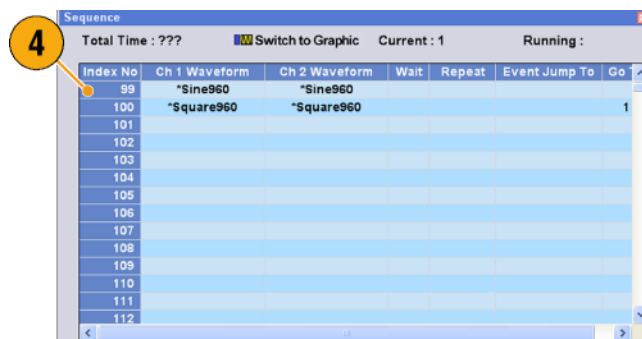 Sequence
4
Total Time : ??? Switch to Graphic Current : 1 Running :
Index No Ch 1 Waveform Ch 2 Waveform Wait Repeat Event Jump To Go
99 *Sine960 *Sine960
100 *Square960 *Square960 1
101
102
103
104
105
106
107
108
109
110
111
112